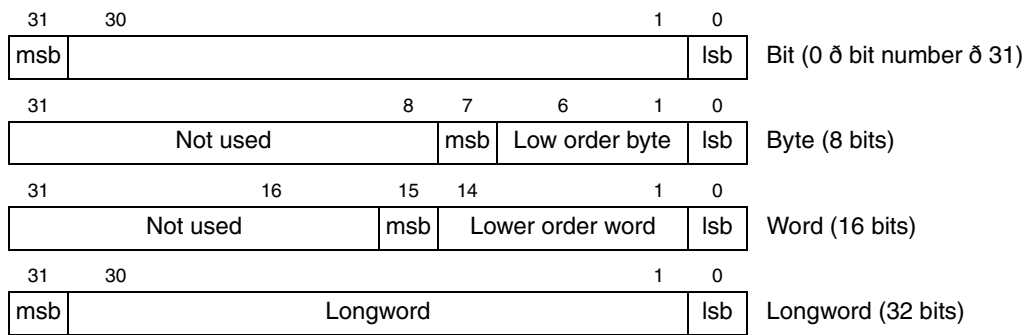 31 30 1 0
msb lsb Bit (0 ð bit number ð 31)
31 8 7 6 1 0
Not used msb Low order byte lsb Byte (8 bits)
31 16 15 14 1 0
Not used msb Lower order word lsb Word (16 bits)
31 30 1 0
msb Longword lsb Longword (32 bits)